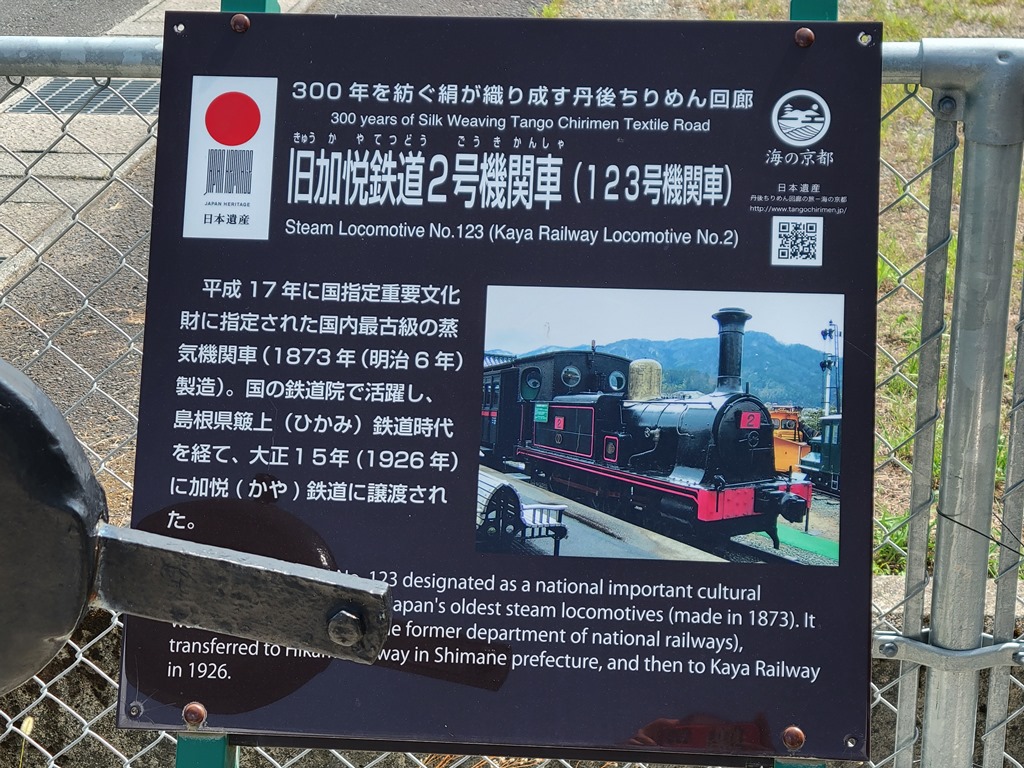 300年を紡ぐ絹が織り成す丹後ちりめん回廊
300 years of Silk Weaving Tango Chirimen Textile Road
きゅうかやてつどう ごうきかんしゃ
旧加悦鉄道2号機関車（123号機関車）
Steam Locomotive No.123 (Kaya Railway Locomotive No.2)
JAPAN HERITAGE
JAPAN HERITAGE
日本遺産
海の京都
日本遺産
丹後ちりめん回廊の旅－海の京都
http://www.tangochirimen.jp/
平成17年に国指定重要文化
財に指定された国内最古級の蒸
気機関車(1873年(明治6年)
製造)。国の鉄道院で活躍し、
島根県簸上（ひかみ）鉄道時代
を経て、大正15年(1926年)
に加悦(かや)鉄道に譲渡され
た。
2
2
No.123 designated as a national important cultural
Japan's oldest steam locomotives (made in 1873). It
former department of national railways),
transferred to in Shimane prefecture, and then to Kaya Railway
in 1926.